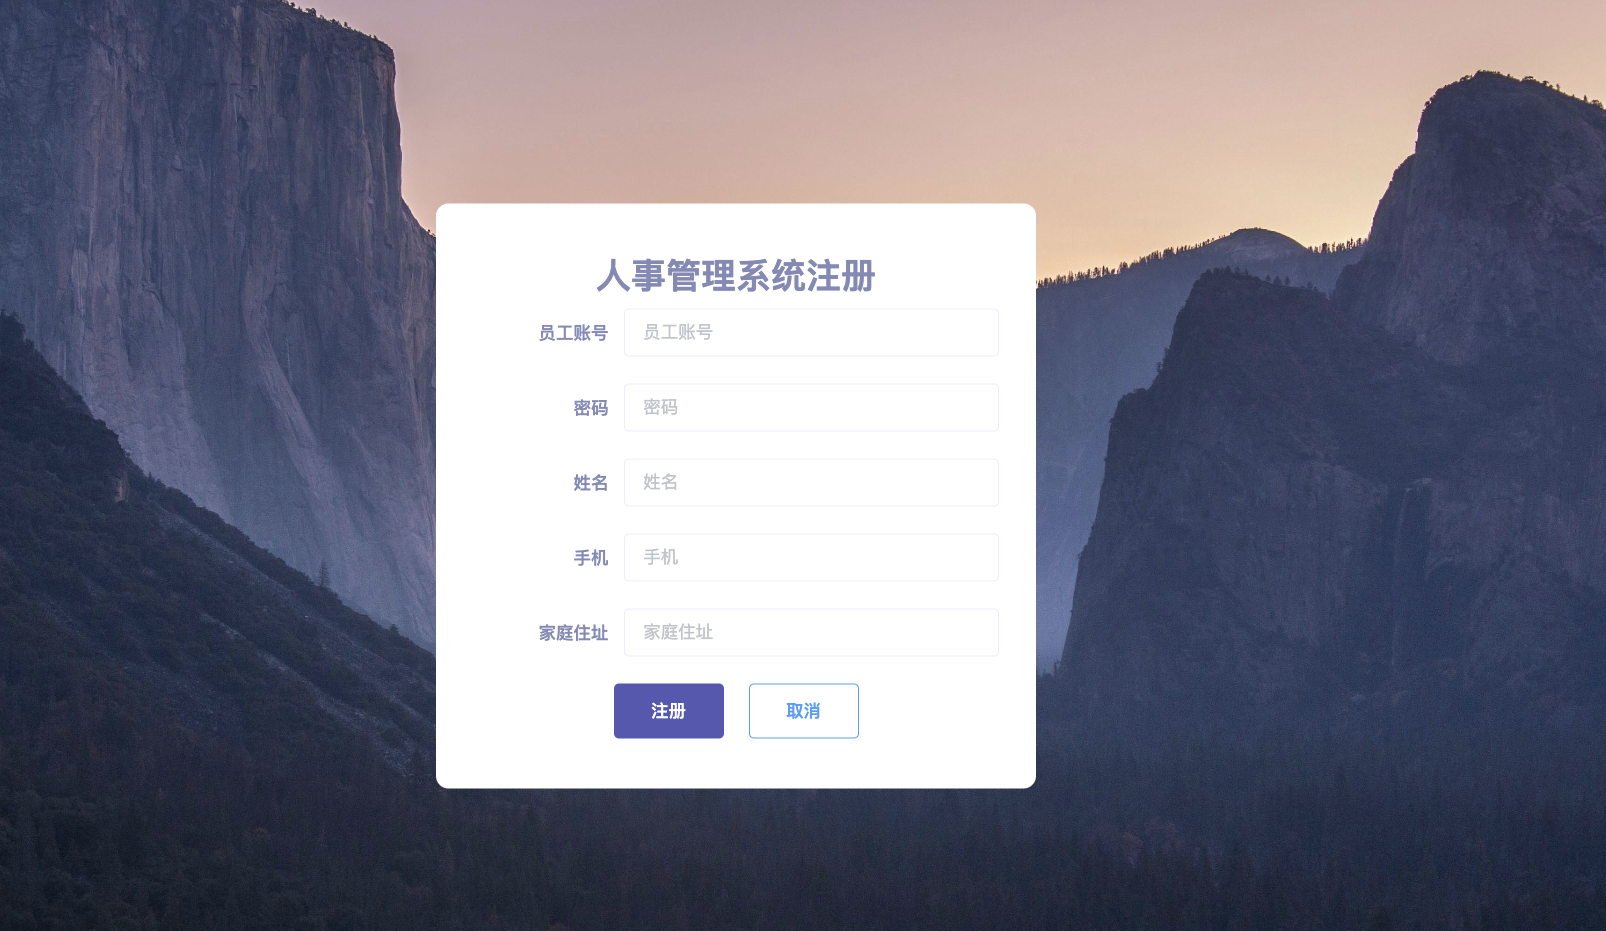 人事管理系统注册
员工账号 员工账号
密码 密码
姓名 姓名
手机 手机
家庭住址 家庭住址
注册 取消